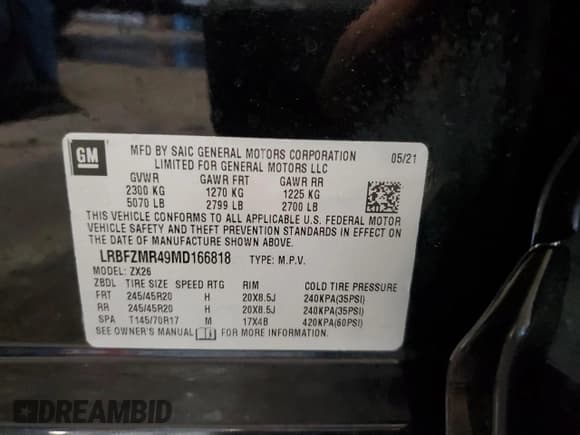 GM
MFD BY SAIC GENERAL MOTORS CORPORATION 05/21
LIMITED FOR GENERAL MOTORS LLC
GVWR GAWR FRT GAWR RR
2300 KG 1270 KG 1225 KG
5070 LB 2799 LB 2700 LB
THIS VEHICLE CONFORMS TO ALL APPLICABLE U.S. FEDERAL MOTOR
VEHICLE SAFETY AND THEFT PREVENTION STANDARDS IN EFFECT ON
THE DATE OF MANUFACTURE SHOWN ABOVE.
LRBFZMR49MD166818 TYPE: M.P.V.
MODEL: ZX26
ZBDL TIRE SIZE SPEED RTG RIM COLD TIRE PRESSURE
FRT 245/45R20 H 20X8.5J 240KPA(35PSI)
RR 245/45R20 H 20X8.5J 240KPA(35PSI)
SPA T145/70R17 M 17X4B 420KPA(60PSI)
SEE OWNER'S MANUAL FOR MORE INFORMATION.
DREAMBID